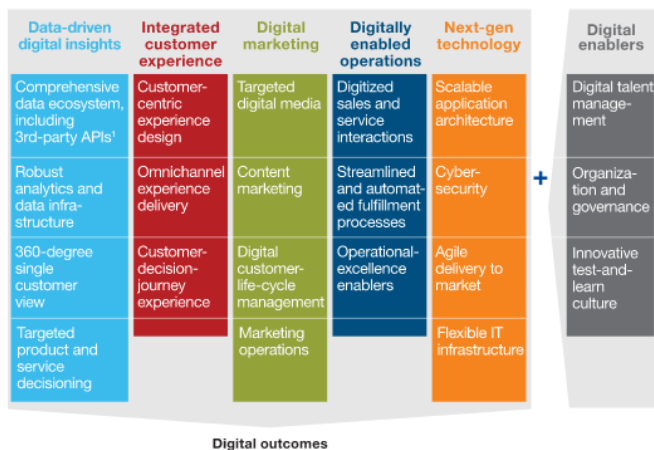 Data-driven
digital insights
Comprehensive
data ecosystem,
including
3rd-party APIs¹
Robust
analytics and
data infra-
structure
360-degree
single
customer
view
Targeted
product and
service
decisioning
Integrated
customer
experience
Customer-
centric
experience
design
Omnichannel
experience
delivery
Customer-
decision-
journey
experience
Digital
marketing
Targeted
digital media
Content
marketing
Digital
customer-
life-cycle
management
Marketing
operations
Digitally
enabled
operations
Digitized
sales and
service
interactions
Streamlined
and automat-
ed fulfillment
processes
Operational-
excellence
enablers
Next-gen
technology
Scalable
application
architecture
Cyber-
security
Agile
delivery to
market
Flexible IT
infrastructure
+
Digital
enablers
Digital talent
manage-
ment
Organiza-
tion and
governance
Innovative
test-and-
learn
culture
Digital outcomes